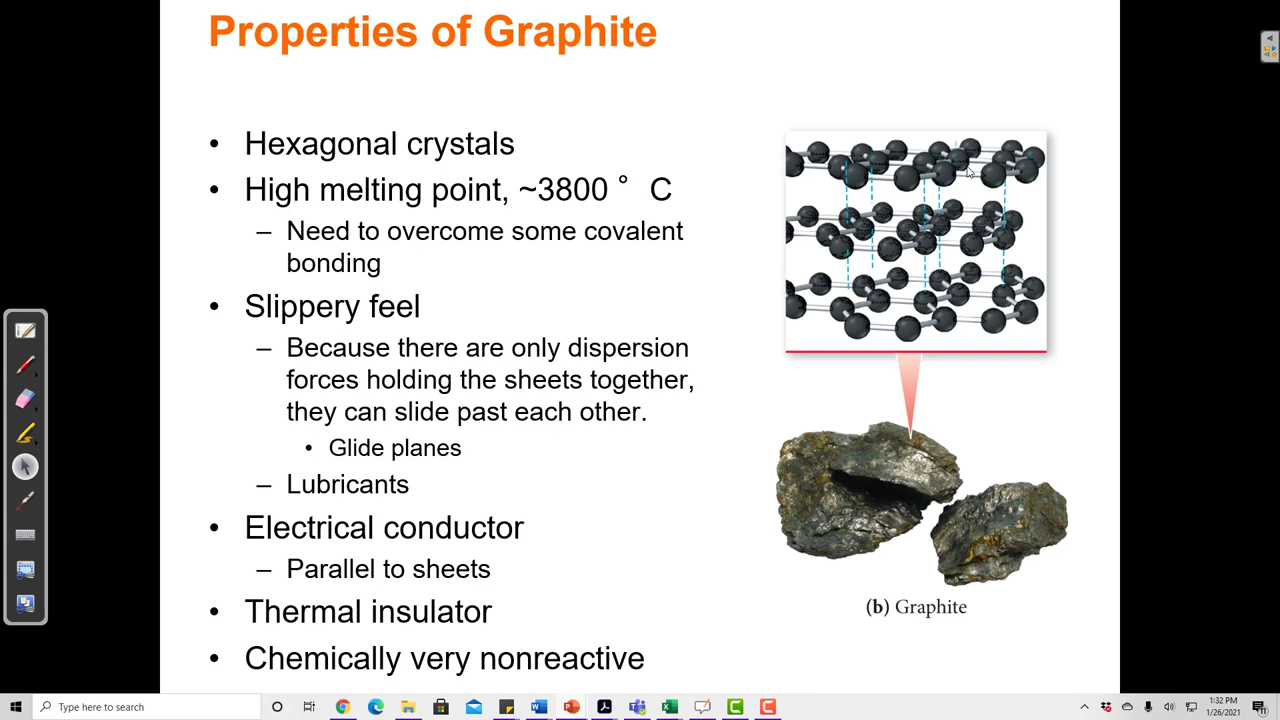 Properties of Graphite
• Hexagonal crystals
• High melting point, ~3800 ° C
– Need to overcome some covalent
bonding
• Slippery feel
– Because there are only dispersion
forces holding the sheets together,
they can slide past each other.
• Glide planes
– Lubricants
• Electrical conductor
– Parallel to sheets
• Thermal insulator
• Chemically very nonreactive
(b) Graphite
Type here to search
1:32 PM
1/26/2021